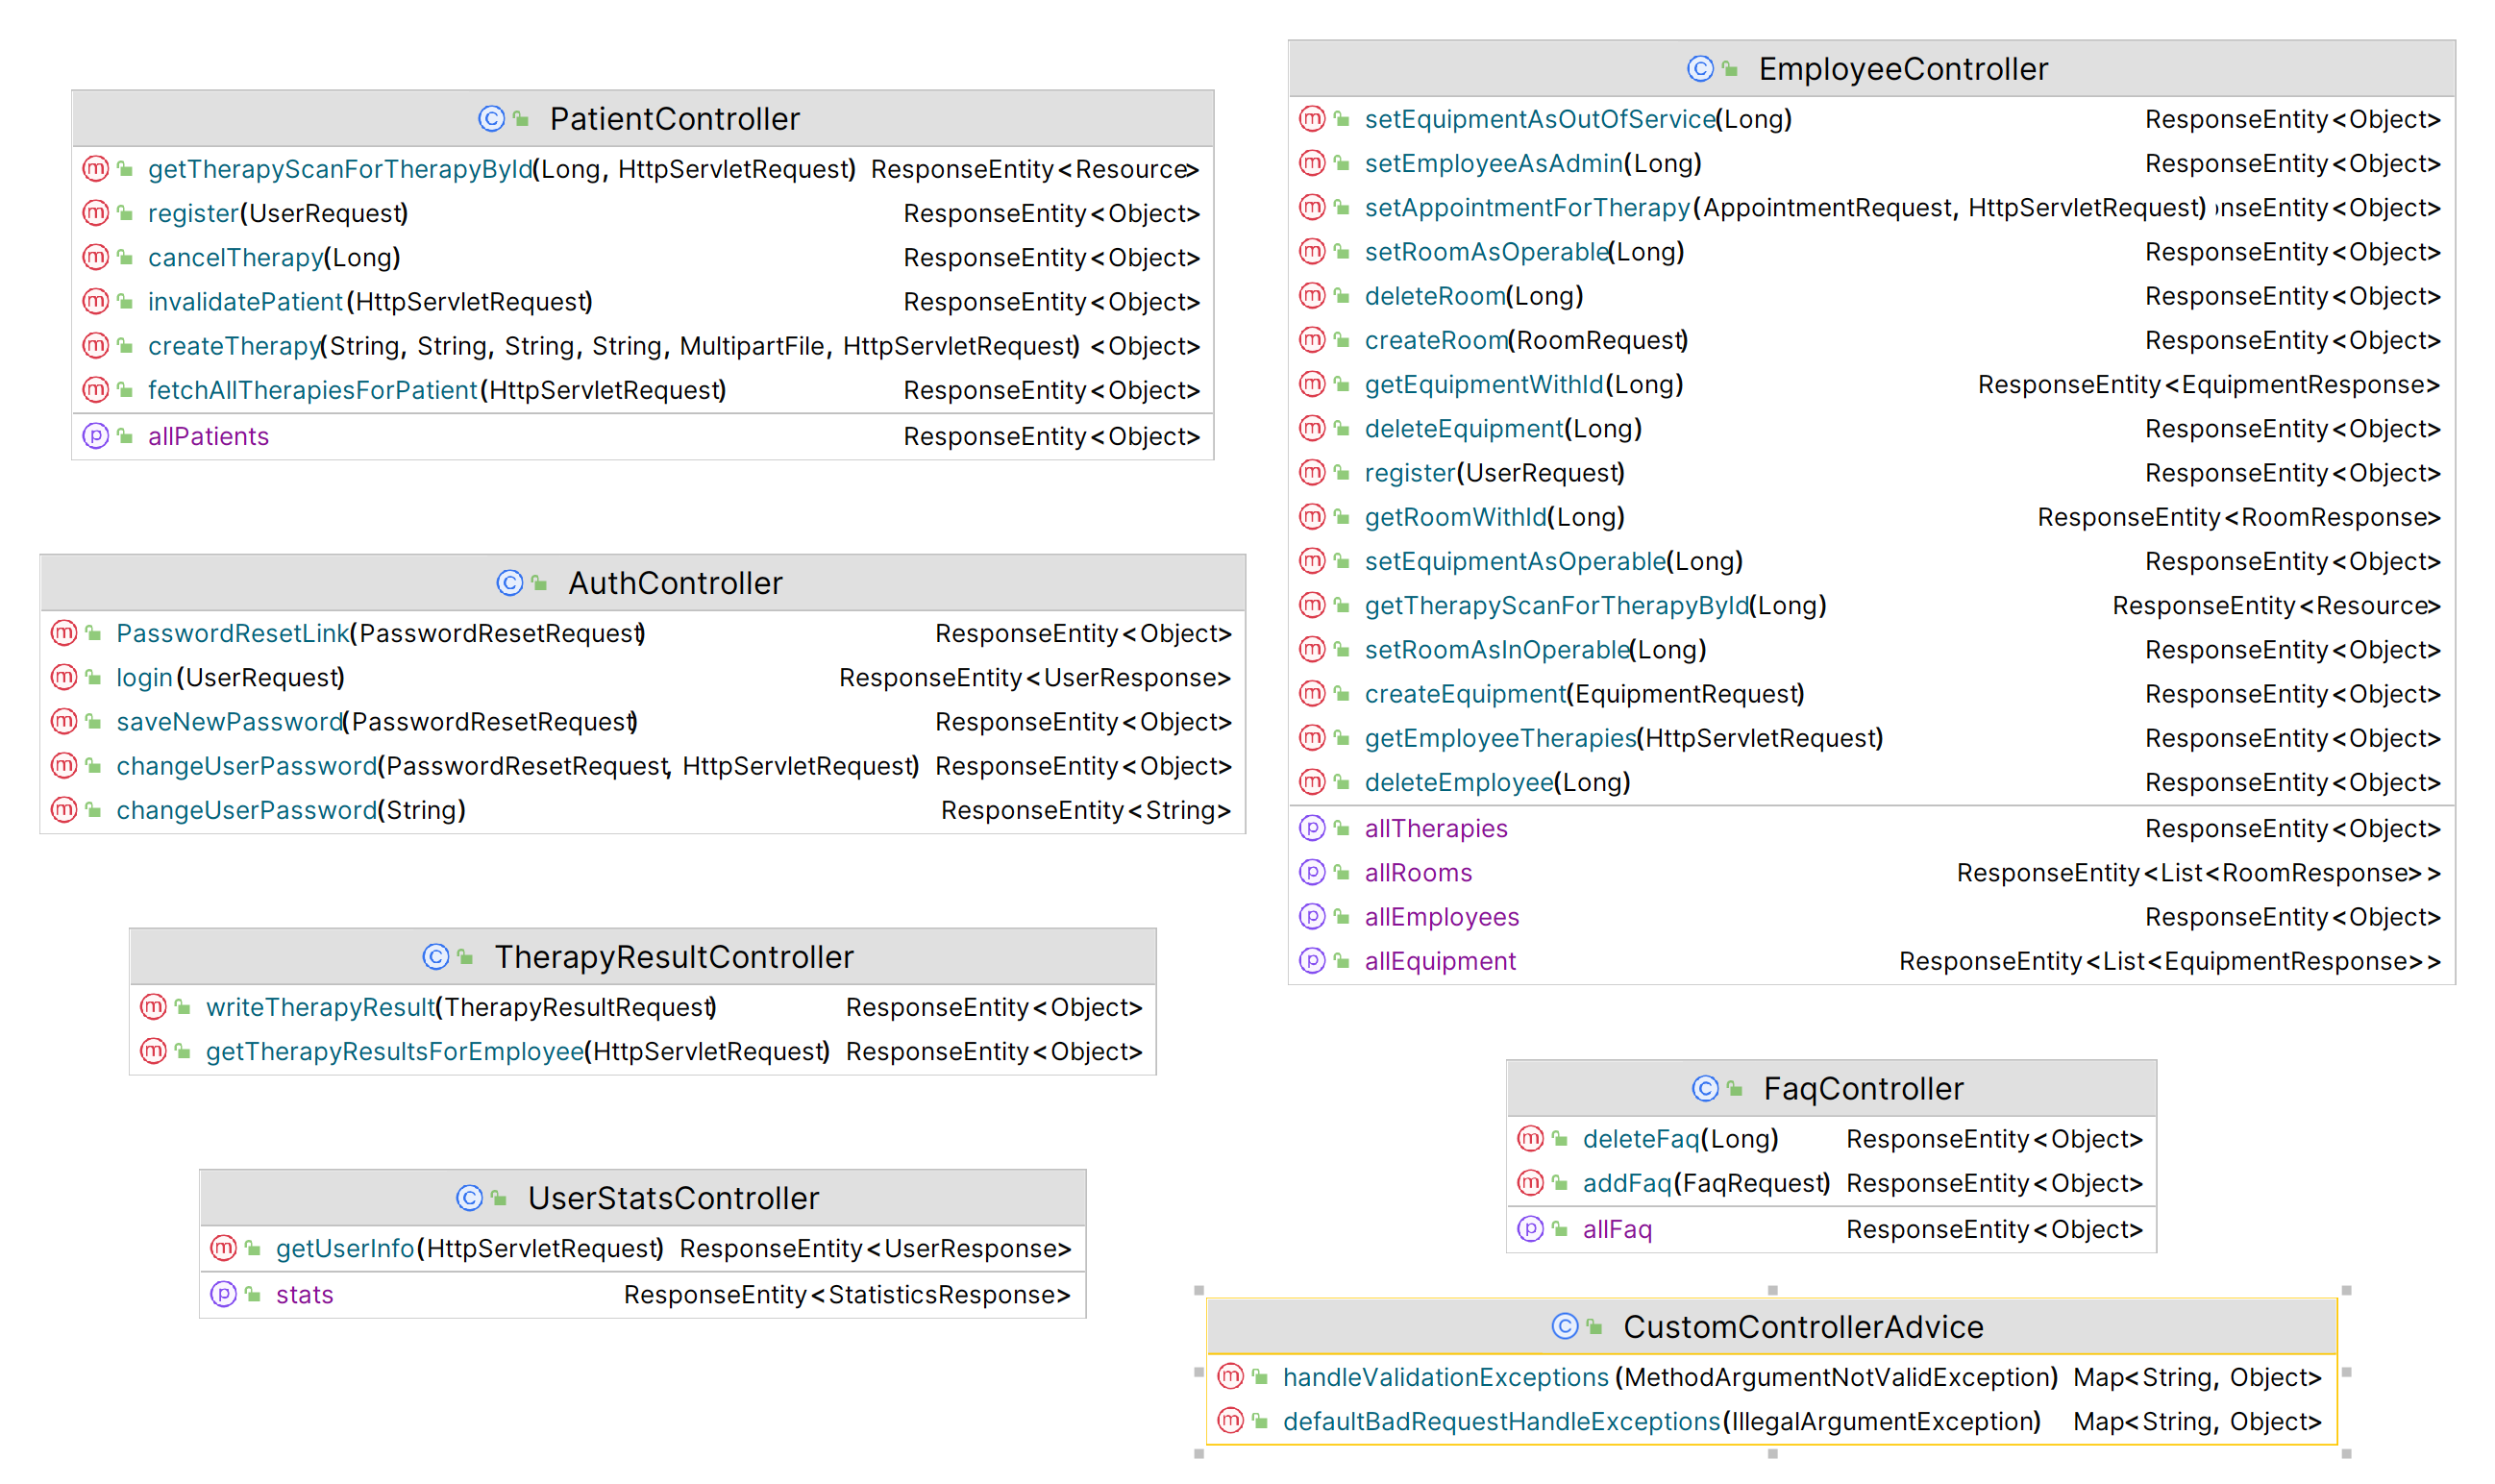 PatientController
getTherapyScanForTherapyById(Long, HttpServletRequest) ResponseEntity<Resource>
register(UserRequest) ResponseEntity<Object>
cancelTherapy(Long) ResponseEntity<Object>
invalidatePatient(HttpServletRequest) ResponseEntity<Object>
createTherapy(String, String, String, String, MultipartFile, HttpServletRequest) <Object>
fetchAllTherapiesForPatient(HttpServletRequest) ResponseEntity<Object>
allPatients ResponseEntity<Object>
AuthController
PasswordResetLink(PasswordResetRequest) ResponseEntity<Object>
login(UserRequest) ResponseEntity<UserResponse>
saveNewPassword(PasswordResetRequest) ResponseEntity<Object>
changeUserPassword(PasswordResetRequest, HttpServletRequest) ResponseEntity<Object>
changeUserPassword(String) ResponseEntity<String>
TherapyResultController
writeTherapyResult(TherapyResultRequest) ResponseEntity<Object>
getTherapyResultsForEmployee(HttpServletRequest) ResponseEntity<Object>
UserStatsController
getUserInfo(HttpServletRequest) ResponseEntity<UserResponse>
stats ResponseEntity<StatisticsResponse>
EmployeeController
setEquipmentAsOutOfService(Long) ResponseEntity<Object>
setEmployeeAsAdmin(Long) ResponseEntity<Object>
setAppointmentForTherapy(AppointmentRequest, HttpServletRequest) nseEntity<Object>
setRoomAsOperable(Long) ResponseEntity<Object>
deleteRoom(Long) ResponseEntity<Object>
createRoom(RoomRequest) ResponseEntity<Object>
getEquipmentWithId(Long) ResponseEntity<EquipmentResponse>
deleteEquipment(Long) ResponseEntity<Object>
register(UserRequest) ResponseEntity<Object>
getRoomWithId(Long) ResponseEntity<RoomResponse>
setEquipmentAsOperable(Long) ResponseEntity<Object>
getTherapyScanForTherapyById(Long) ResponseEntity<Resource>
setRoomAsInOperable(Long) ResponseEntity<Object>
createEquipment(EquipmentRequest) ResponseEntity<Object>
getEmployeeTherapies(HttpServletRequest) ResponseEntity<Object>
deleteEmployee(Long) ResponseEntity<Object>
allTherapies ResponseEntity<Object>
allRooms ResponseEntity<List<RoomResponse>>
allEmployees ResponseEntity<Object>
allEquipment ResponseEntity<List<EquipmentResponse>>
FaqController
deleteFaq(Long) ResponseEntity<Object>
addFaq(FaqRequest) ResponseEntity<Object>
allFaq ResponseEntity<Object>
CustomControllerAdvice
handleValidationExceptions(MethodArgumentNotValidException) Map<String, Object>
defaultBadRequestHandleExceptions(IllegalArgumentException) Map<String, Object>